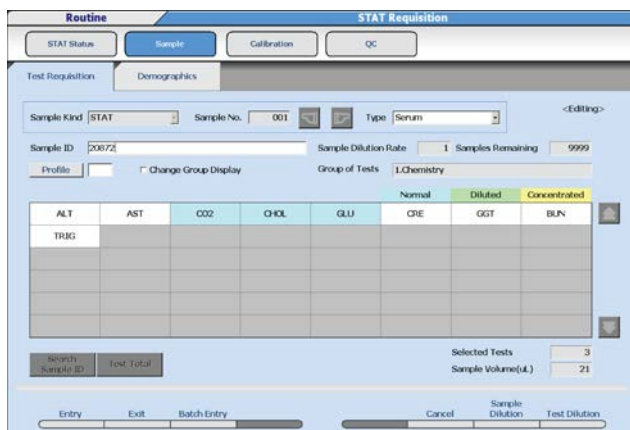 Routine STAT Requisition
STAT Status Sample Calibration QC
Test Requisition Demographics
<Editing>
Sample Kind STAT Sample No. 001 Type Serum
Sample ID 20872 Sample Dilution Rate 1 Samples Remaining 9999
Profile Change Group Display Group of Tests 1.Chemistry
Normal Diluted Concentrated
ALT AST CO2 CHOL GLU CRE GGT BUN
TRIG
Search Sample ID Test Total
Selected Tests 3
Sample Volume(uL) 21
Entry Exit Batch Entry Cancel Sample Dilution Test Dilution